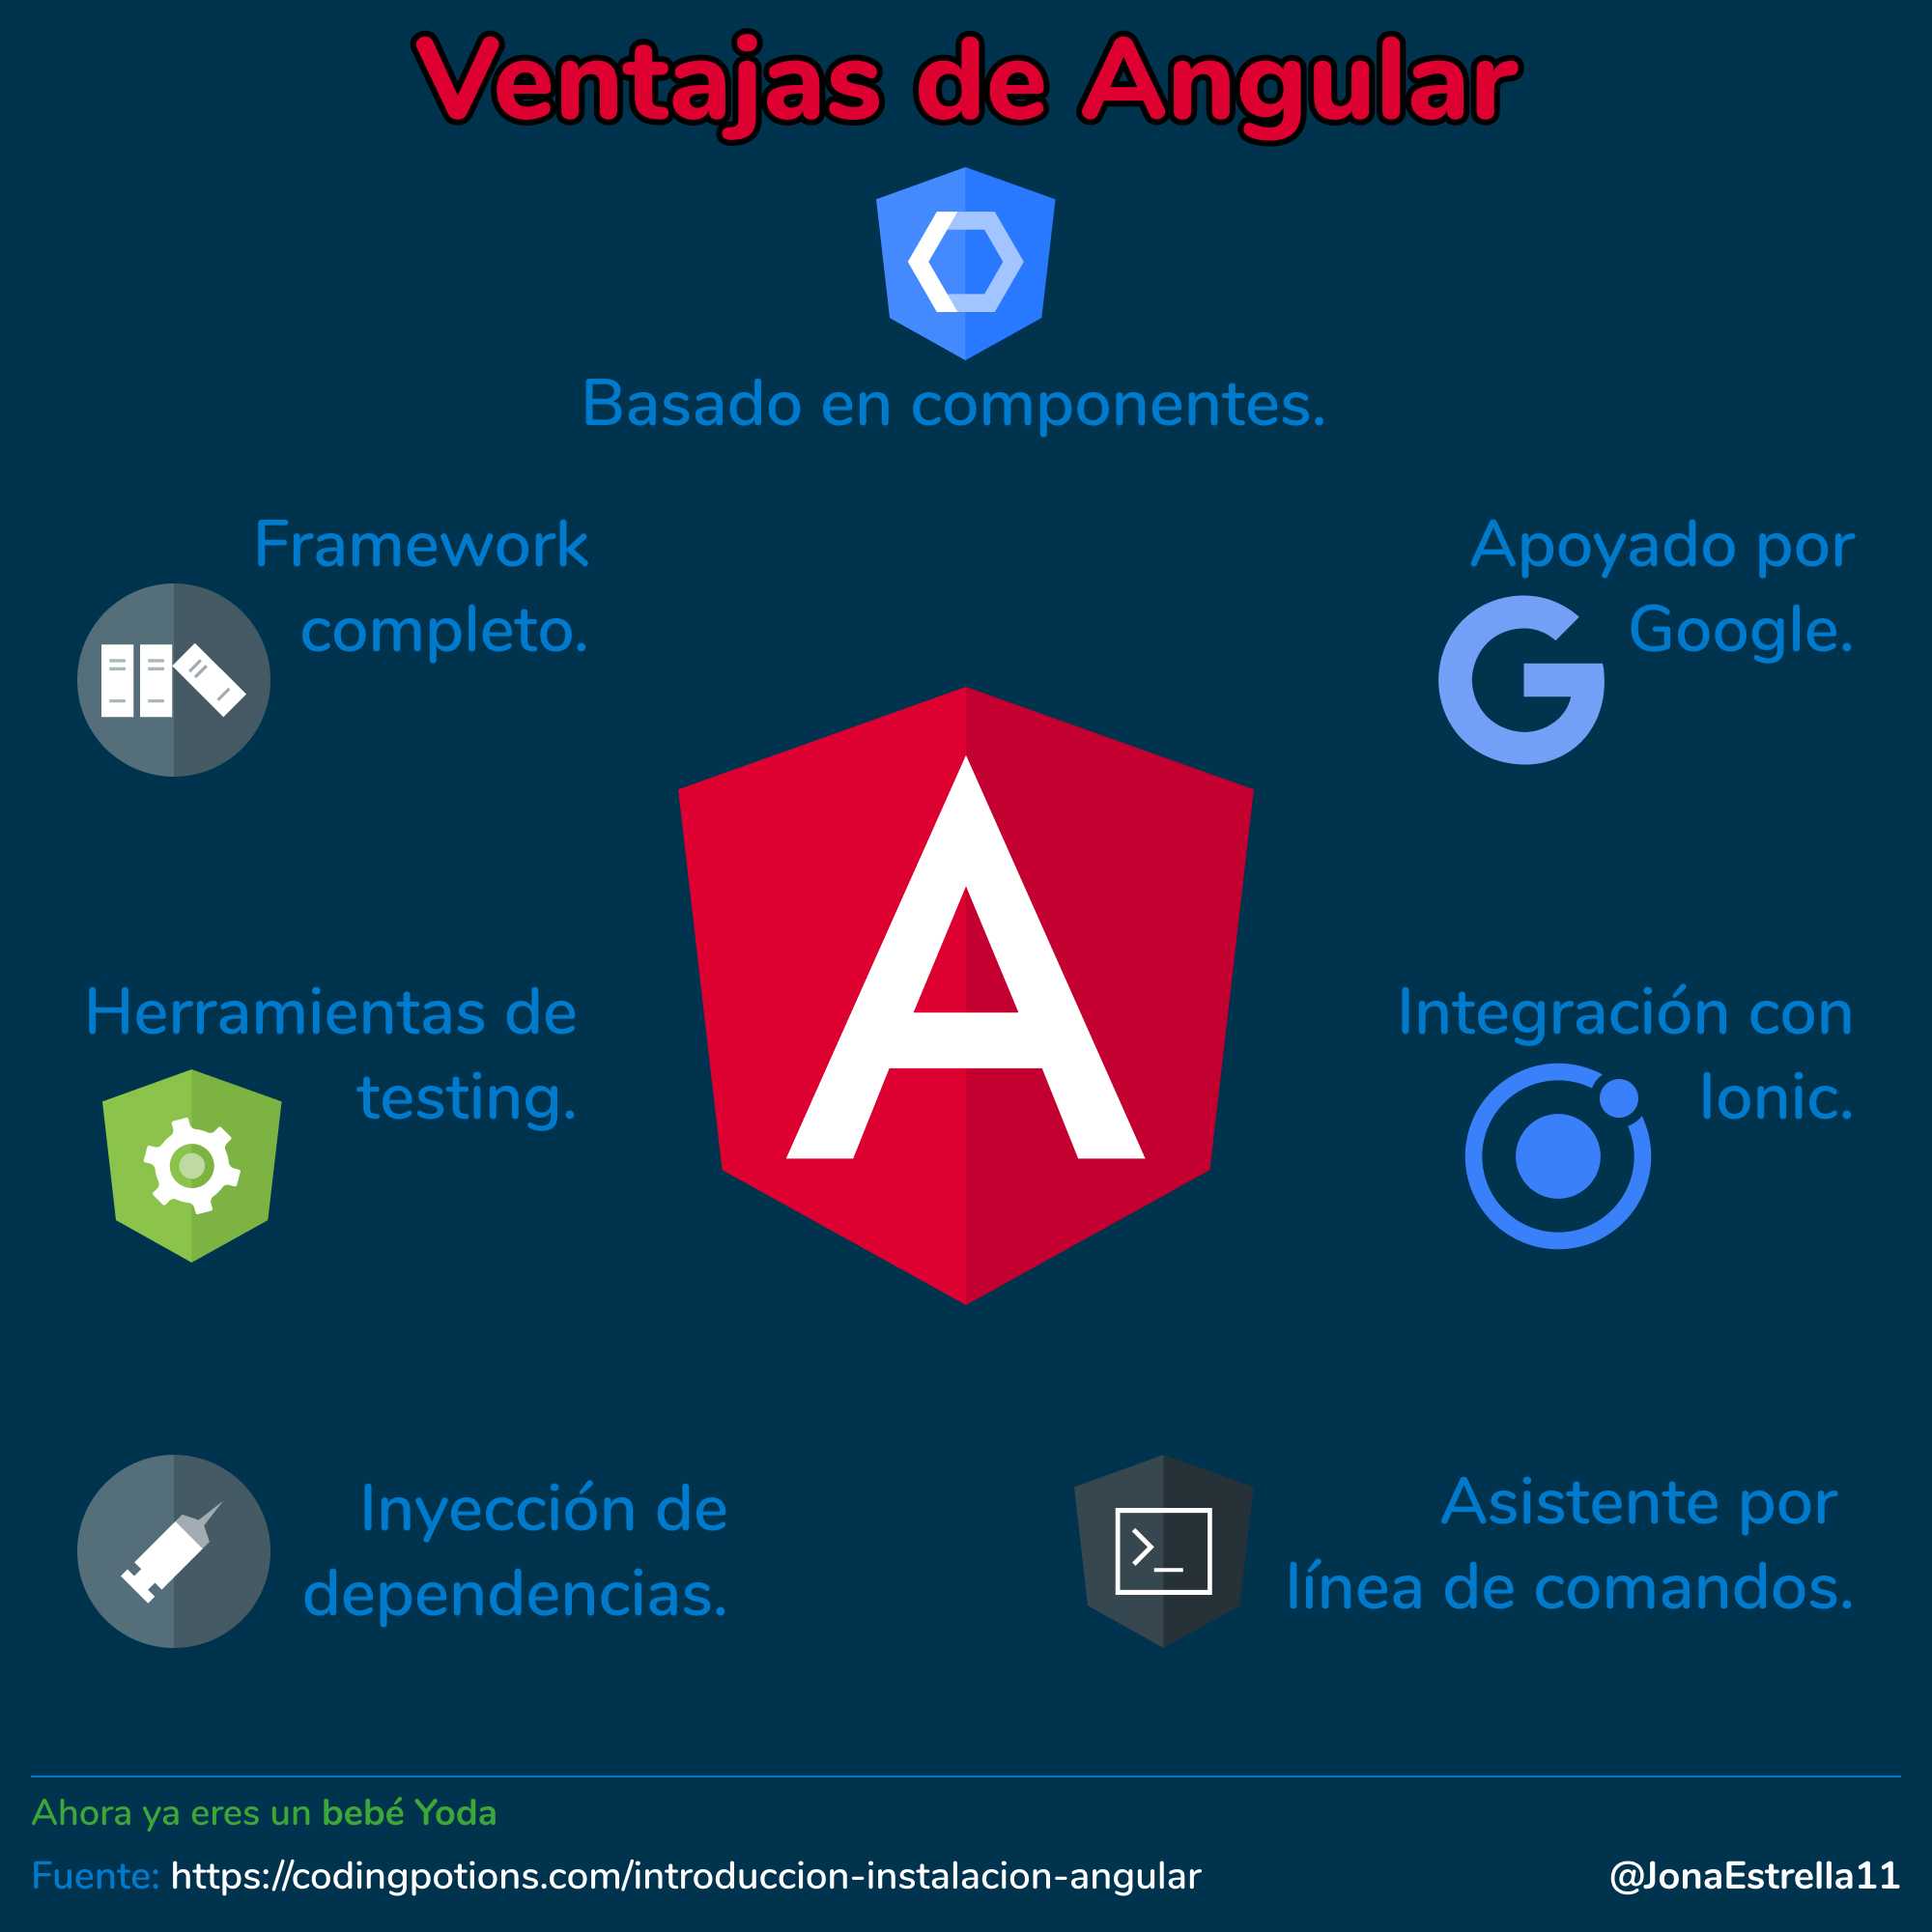 Ventajas de Angular
Basado en componentes.
Framework
completo.
Apoyado por
Google.
Herramientas de
testing.
Integración con
Ionic.
Inyección de
dependencias.
Asistente por
línea de comandos.
Ahora ya eres un bebé Yoda
Fuente: https://codingpotions.com/introduccion-instalacion-angular
@JonaEstrella11